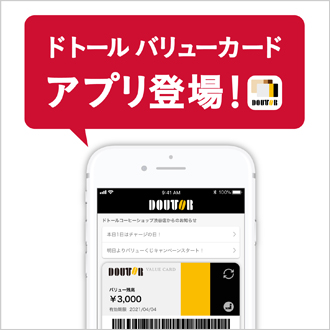 ドトール バリューカード
アプリ登場！
DOUTOR
9:41 AM
100%
DOUTOR
ドトールコーヒーショップ渋谷店からのお知らせ
本日1日はチャージの日！
明日よりバリューくじキャンペーンスタート！
DOUTOR VALUE CARD
バリュー残高
¥3,000
有効期限 2021/04/04